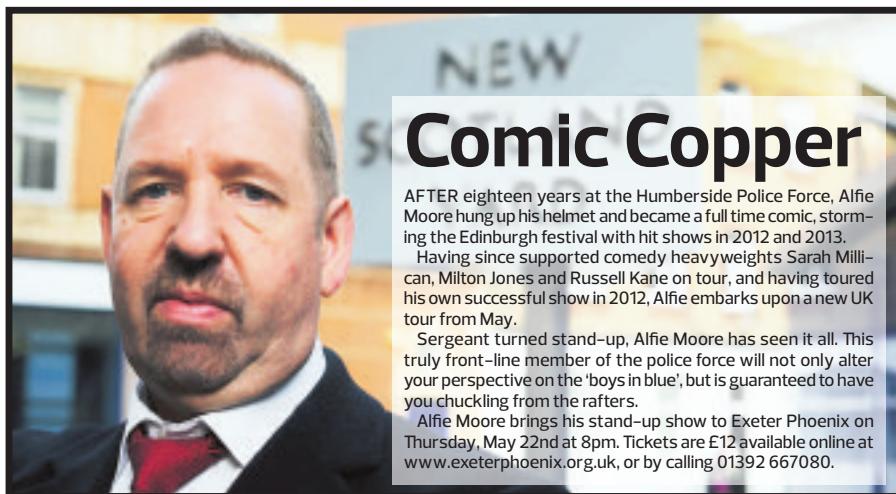 NEW
Comic Copper
AFTER eighteen years at the Humberside Police Force, Alfie
Moore hung up his helmet and became a full time comic, storm-
ing the Edinburgh festival with hit shows in 2012 and 2013.
Having since supported comedy heavyweights Sarah Milli-
can, Milton Jones and Russell Kane on tour, and having toured
his own successful show in 2012, Alfie embarks upon a new UK
tour from May.
Sergeant turned stand-up, Alfie Moore has seen it all. This
truly front-line member of the police force will not only alter
your perspective on the ‘boys in blue’, but is guaranteed to have
you chuckling from the rafters.
Alfie Moore brings his stand-up show to Exeter Phoenix on
Thursday, May 22nd at 8pm. Tickets are £12 available online at
www.exeterphoenix.org.uk, or by calling 01392 667080.